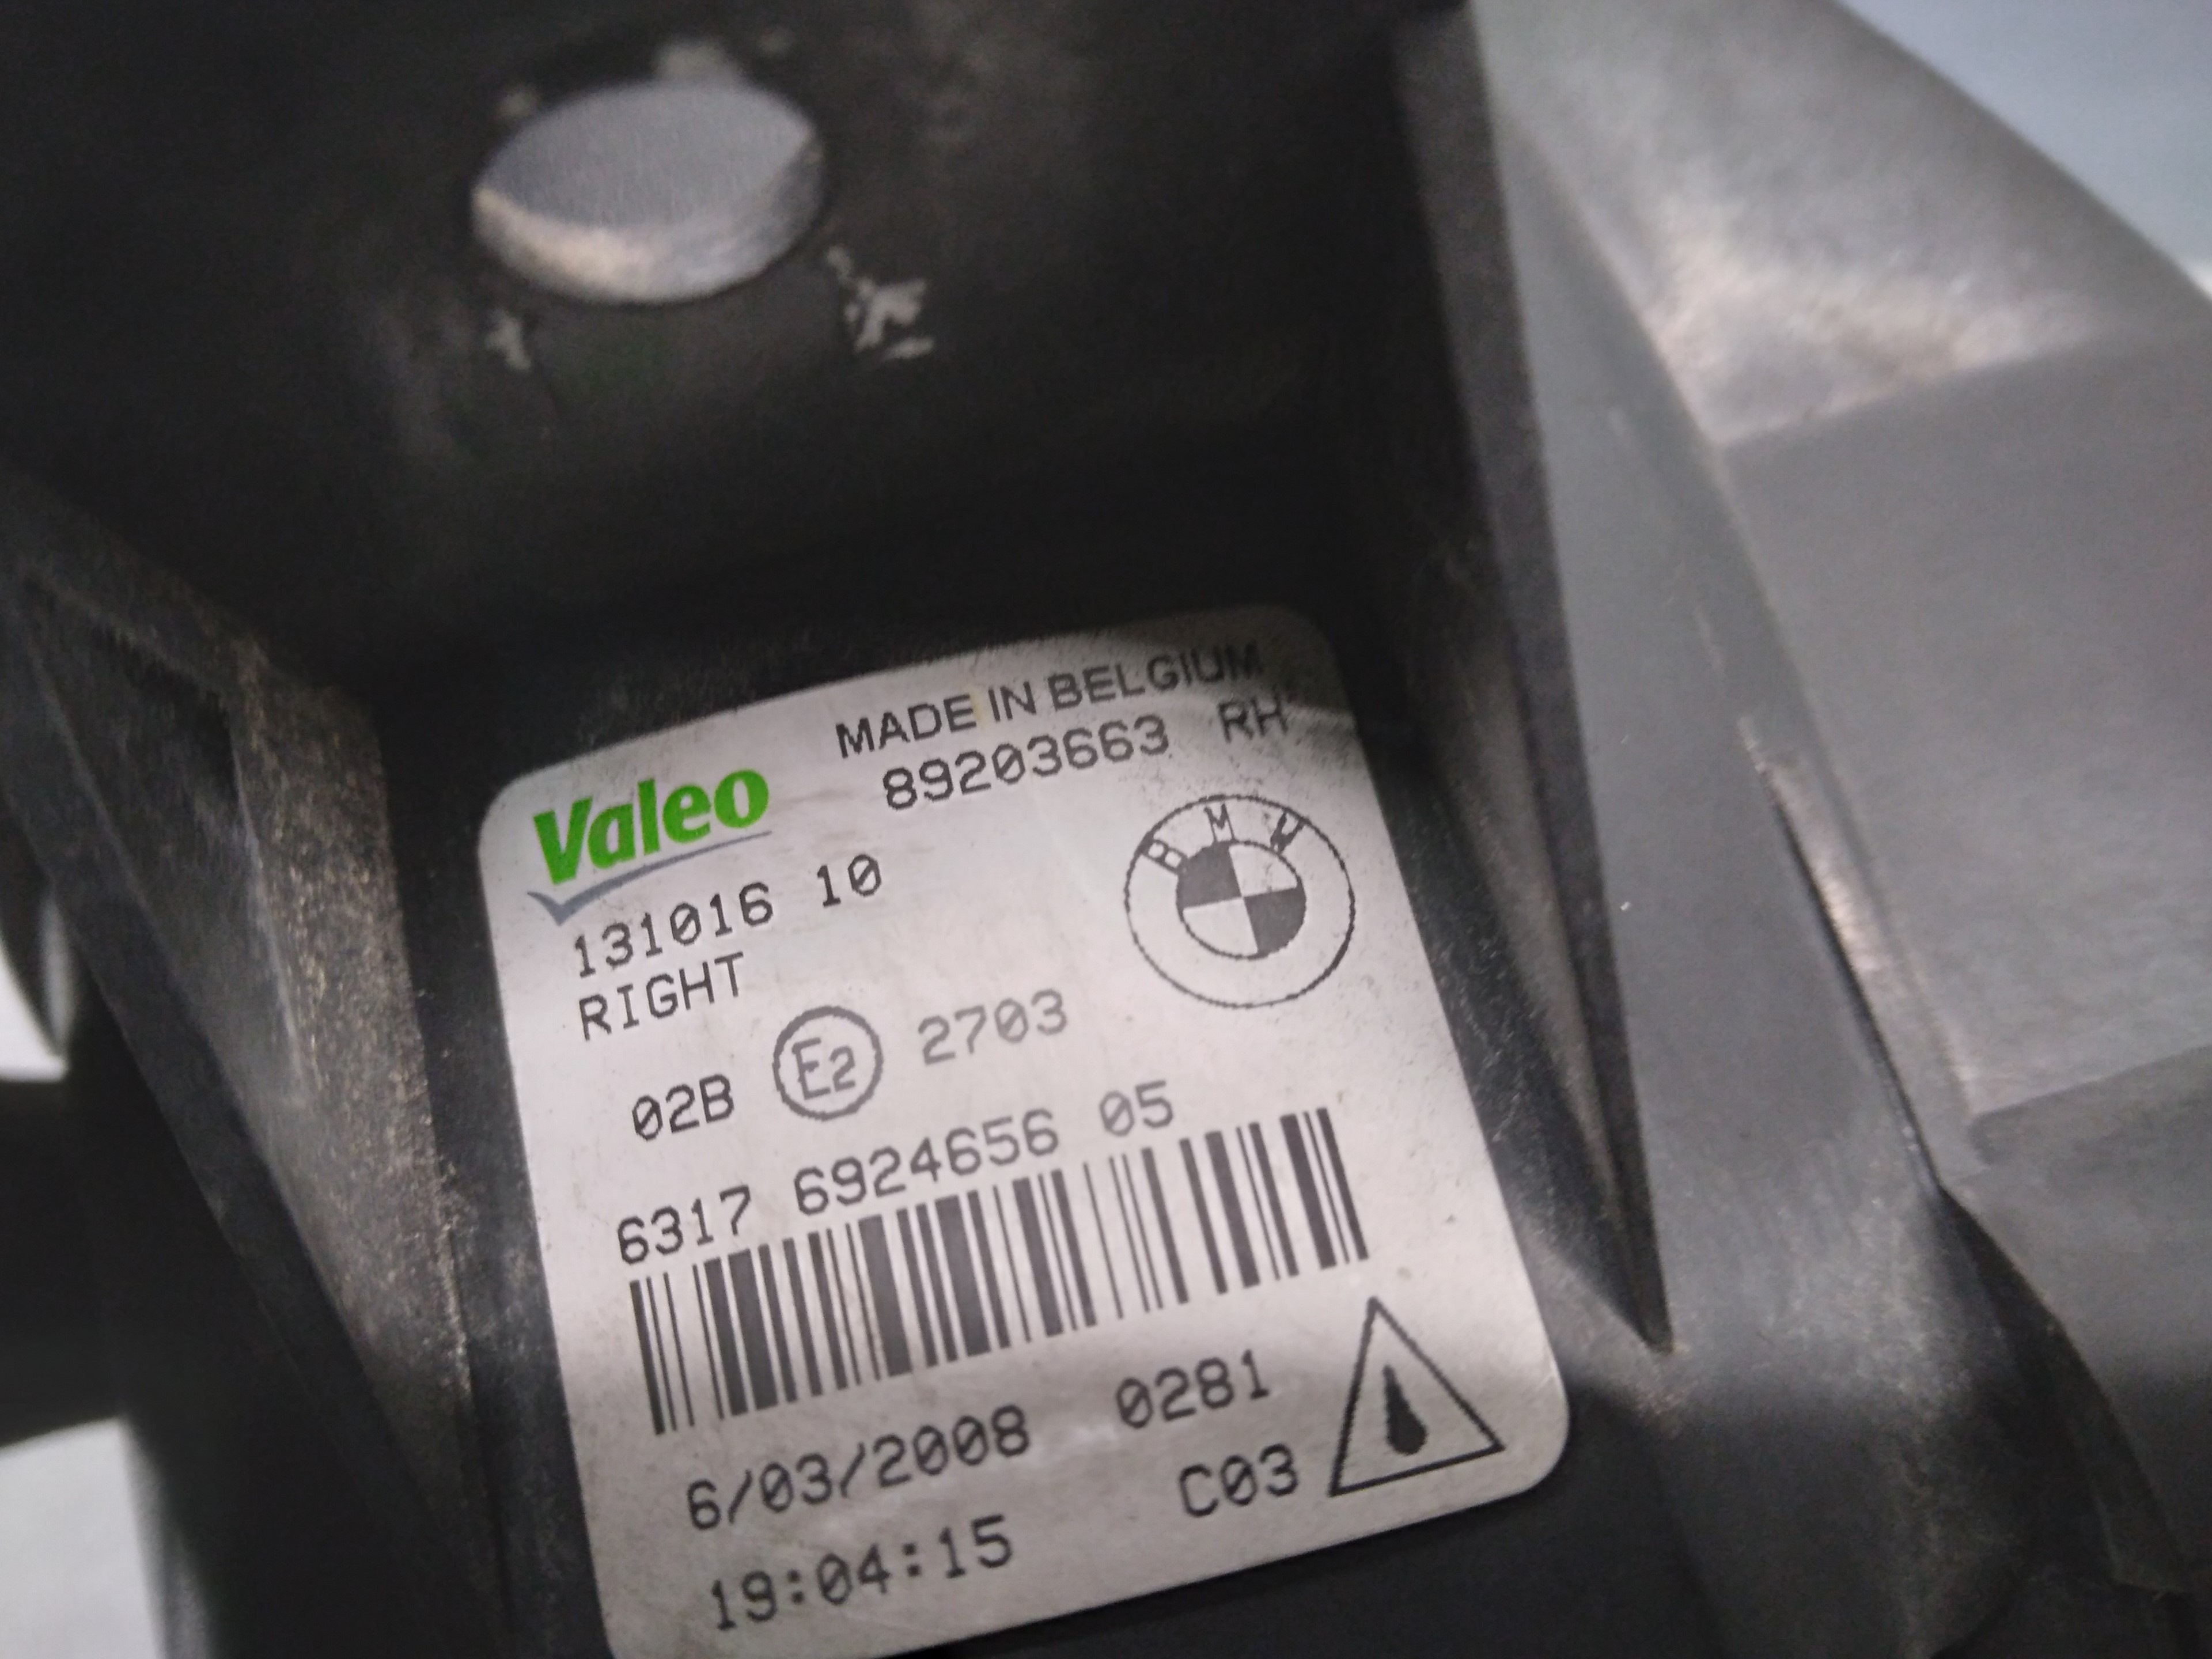 MADE IN BELGIUM
Valeo 89203663 RH
BMW
131016 10
RIGHT
02B E2 2703
6317 6924656 05
6/03/2008 0281
19:04:15 C03